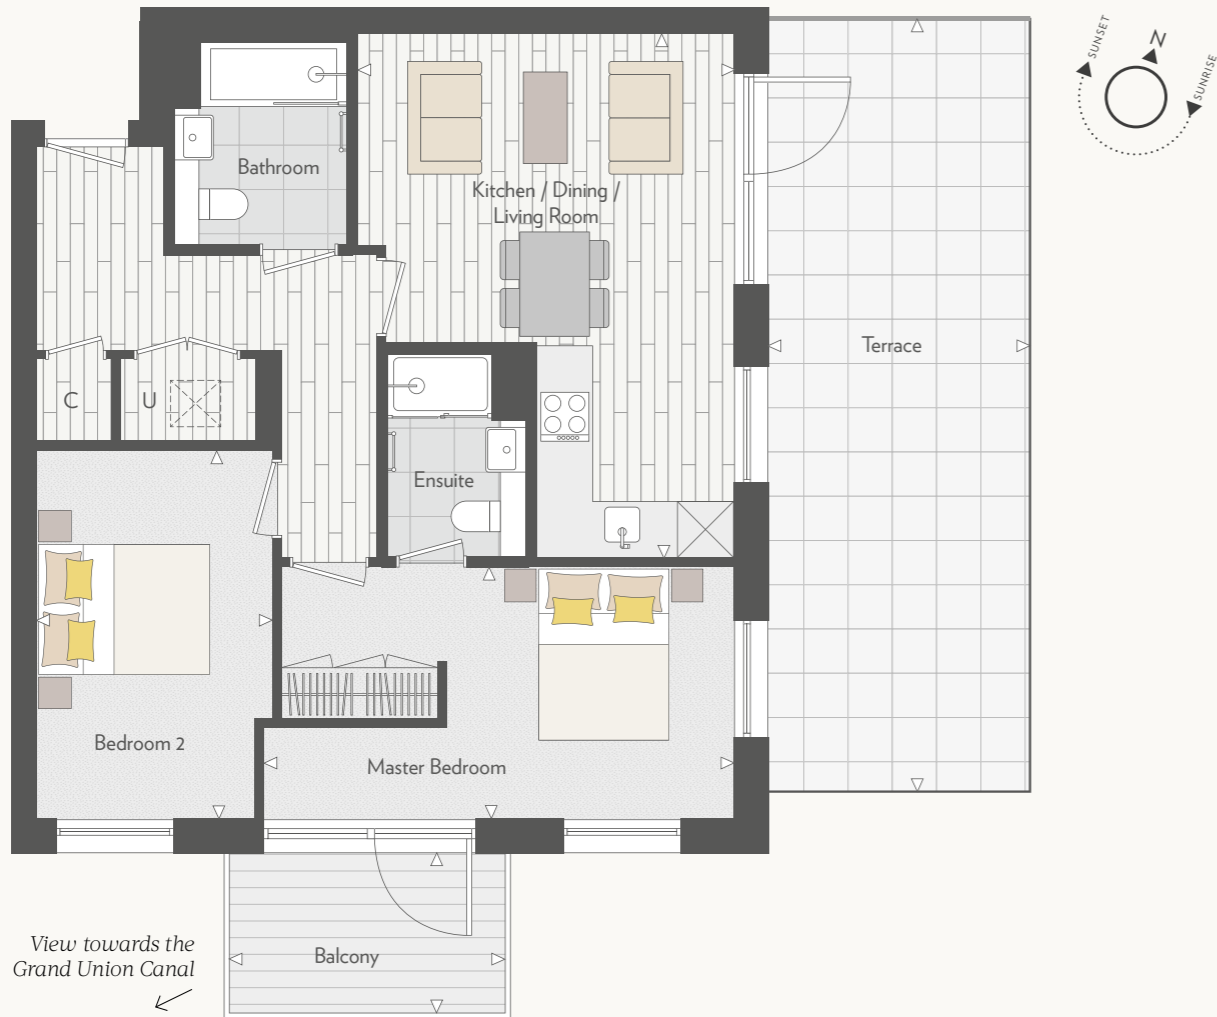 SUNSET
N
SUNRISE
Bathroom
Kitchen / Dining /
Living Room
Terrace
C
U
Ensuite
Bedroom 2
Master Bedroom
Balcony
View towards the
Grand Union Canal